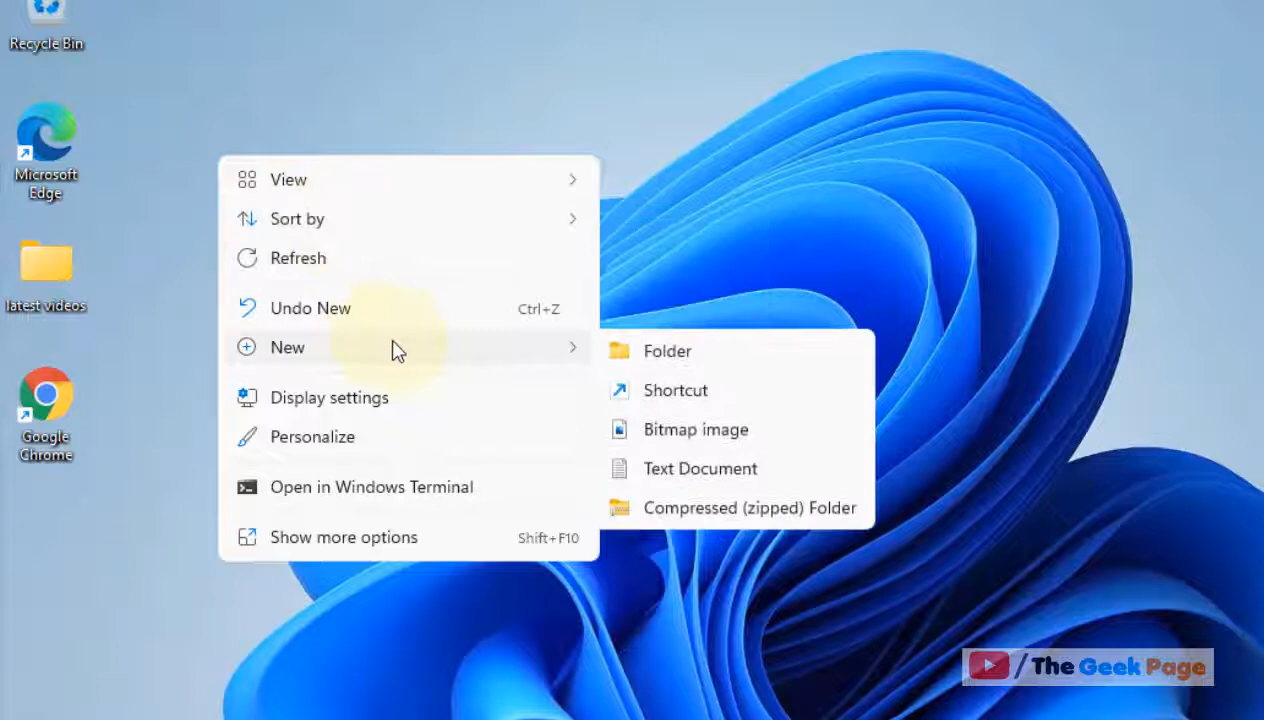 Recycle Bin
Microsoft
Edge
latest videos
Google
Chrome
View
Sort by
Refresh
Undo New Ctrl+Z
New
Display settings
Personalize
Open in Windows Terminal
Show more options Shift+F10
Folder
Shortcut
Bitmap image
Text Document
Compressed (zipped) Folder
/The Geek Page